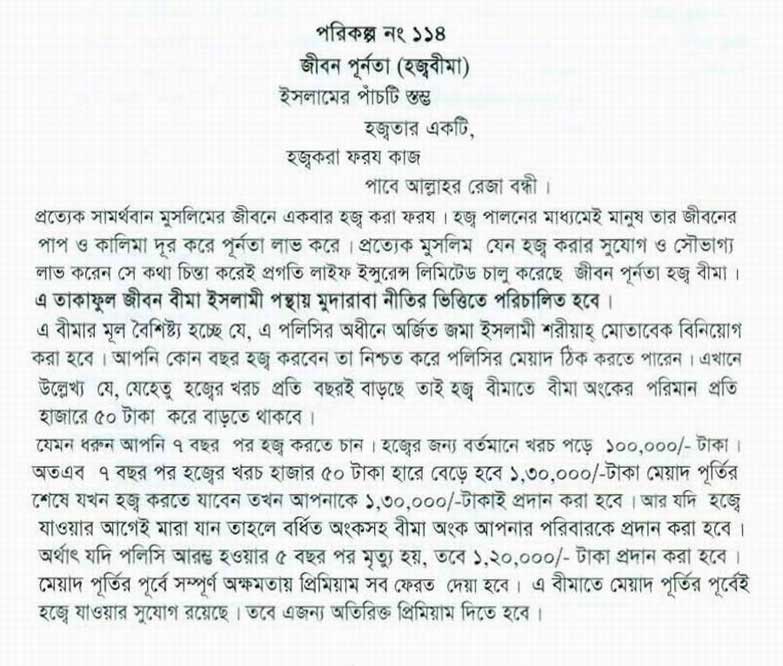 পরিকল্প নং ১১৪
জীবন পূর্নতা (হজ্ববীমা)
ইসলামের পাঁচটি স্তম্ভ
হজ্বতার একটি,
হজ্বকরা ফরয কাজ
পাবে আল্লাহর রেজা বন্ধী ।
প্রত্যেক সামর্থবান মুসলিমের জীবনে একবার হজ্ব করা ফরয । হজ্ব পালনের মাধ্যমেই মানুষ তার জীবনের
পাপ ও কালিমা দূর করে পূর্নতা লাভ করে । প্রত্যেক মুসলিম যেন হজ্ব করার সুযোগ ও সৌভাগ্য
লাভ করেন সে কথা চিন্তা করেই প্রগতি লাইফ ইন্সুরেন্স লিমিটেড চালু করেছে জীবন পূর্নতা হজ্ব বীমা ।
এ তাকাফুল জীবন বীমা ইসলামী পন্থায় মুদারাবা নীতির ভিত্তিতে পরিচালিত হবে ।
এ বীমার মূল বৈশিষ্ট্য হচ্ছে যে, এ পলিসির অধীনে অর্জিত জমা ইসলামী শরীয়াহ্ মোতাবেক বিনিয়োগ
করা হবে । আপনি কোন বছর হজ্ব করবেন তা নিশ্চত করে পলিসির মেয়াদ ঠিক করতে পারেন । এখানে
উল্লেখ্য যে, যেহেতু হজ্বের খরচ প্রতি বছরই বাড়ছে তাই হজ্ব বীমাতে বীমা অংকের পরিমান প্রতি
হাজারে ৫০ টাকা করে বাড়তে থাকবে ।
যেমন ধরুন আপনি ৭ বছর পর হজ্ব করতে চান । হজ্বের জন্য বর্তমানে খরচ পড়ে ১০০,০০০/- টাকা ।
অতএব ৭ বছর পর হজ্বের খরচ হাজার ৫০ টাকা হারে বেড়ে হবে ১,৩০,০০০/-টাকা মেয়াদ পূর্তির
শেষে যখন হজ্ব করতে যাবেন তখন আপনাকে ১,৩০,০০০/-টাকাই প্রদান করা হবে । আর যদি হজ্বে
যাওয়ার আগেই মারা যান তাহলে বর্ধিত অংকসহ বীমা অংক আপনার পরিবারকে প্রদান করা হবে ।
অর্থাৎ যদি পলিসি আরম্ভ হওয়ার ৫ বছর পর মৃত্যু হয়, তবে ১,২০,০০০/- টাকা প্রদান করা হবে ।
মেয়াদ পূর্তির পূর্বে সম্পূর্ণ অক্ষমতায় প্রিমিয়াম সব ফেরত দেয়া হবে । এ বীমাতে মেয়াদ পূর্তির পূর্বেই
হজ্বে যাওয়ার সুযোগ রয়েছে । তবে এজন্য অতিরিক্ত প্রিমিয়াম দিতে হবে ।